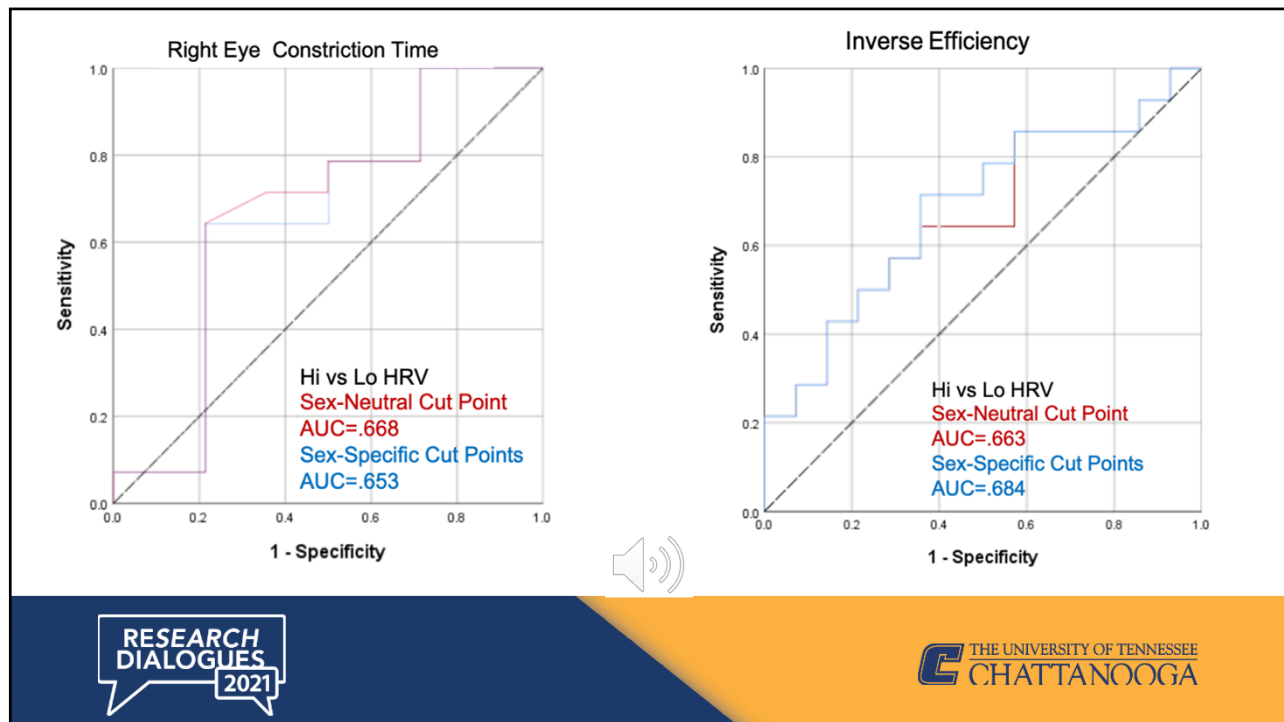 Right Eye Constriction Time
1.0
0.8
0.6
0.4
0.2
0.0
Sensitivity
0.0 0.2 0.4 0.6 0.8 1.0
1 - Specificity
Hi vs Lo HRV
Sex-Neutral Cut Point
AUC=.668
Sex-Specific Cut Points
AUC=.653
Inverse Efficiency
1.0
0.8
0.6
0.4
0.2
0.0
Sensitivity
0.0 0.2 0.4 0.6 0.8 1.0
1 - Specificity
Hi vs Lo HRV
Sex-Neutral Cut Point
AUC=.663
Sex-Specific Cut Points
AUC=.684
RESEARCH
DIALOGUES
2021
C
THE UNIVERSITY OF TENNESSEE
CHATTANOOGA